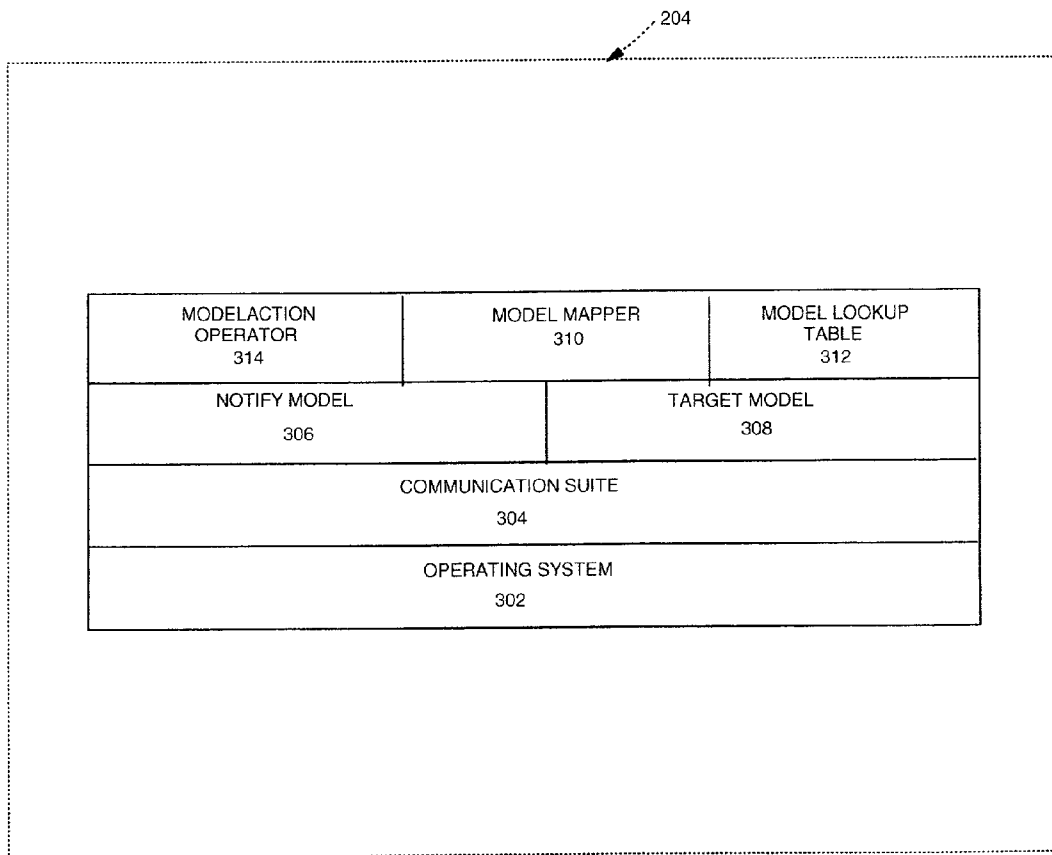 204
MODELACTION
OPERATOR
314
MODEL MAPPER
310
MODEL LOOKUP
TABLE
312
NOTIFY MODEL
306
TARGET MODEL
308
COMMUNICATION SUITE
304
OPERATING SYSTEM
302